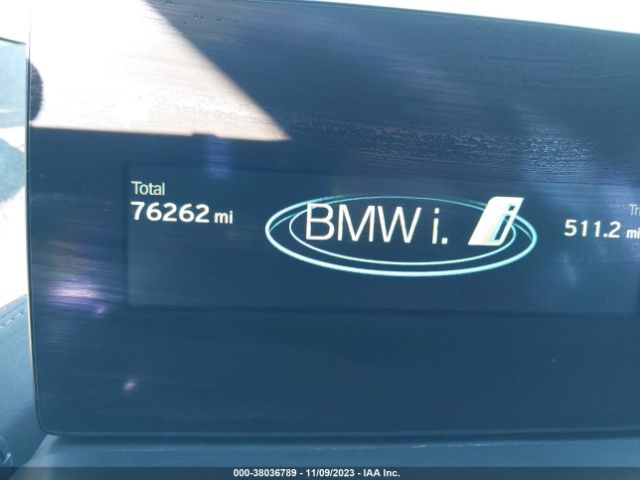 Total
76262 mi
BMW i.
i
511.2 mi
000-38036789 - 11/09/2023 - IAA Inc.